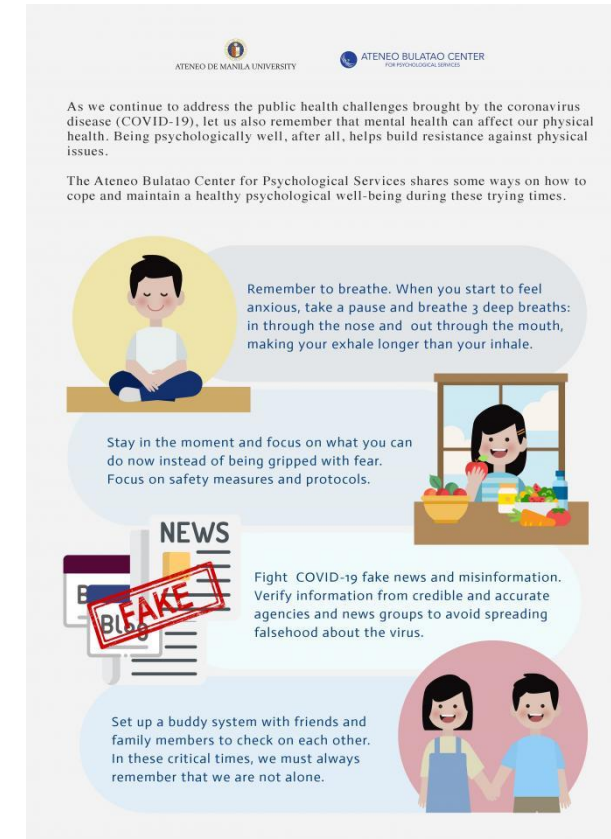 ATENEO DE MANILA UNIVERSITY
ATENEO BULATAO CENTER
FOR PSYCHOLOGICAL SERVICES
As we continue to address the public health challenges brought by the coronavirus
disease (COVID-19), let us also remember that mental health can affect our physical
health. Being psychologically well, after all, helps build resistance against physical
issues.
The Ateneo Bulatao Center for Psychological Services shares some ways on how to
cope and maintain a healthy psychological well-being during these trying times.
Remember to breathe. When you start to feel
anxious, take a pause and breathe 3 deep breaths:
in through the nose and out through the mouth,
making your exhale longer than your inhale.
Stay in the moment and focus on what you can
do now instead of being gripped with fear.
Focus on safety measures and protocols.
NEWS
B
Blog
FAKE
Fight COVID-19 fake news and misinformation.
Verify information from credible and accurate
agencies and news groups to avoid spreading
falsehood about the virus.
Set up a buddy system with friends and
family members to check on each other.
In these critical times, we must always
remember that we are not alone.